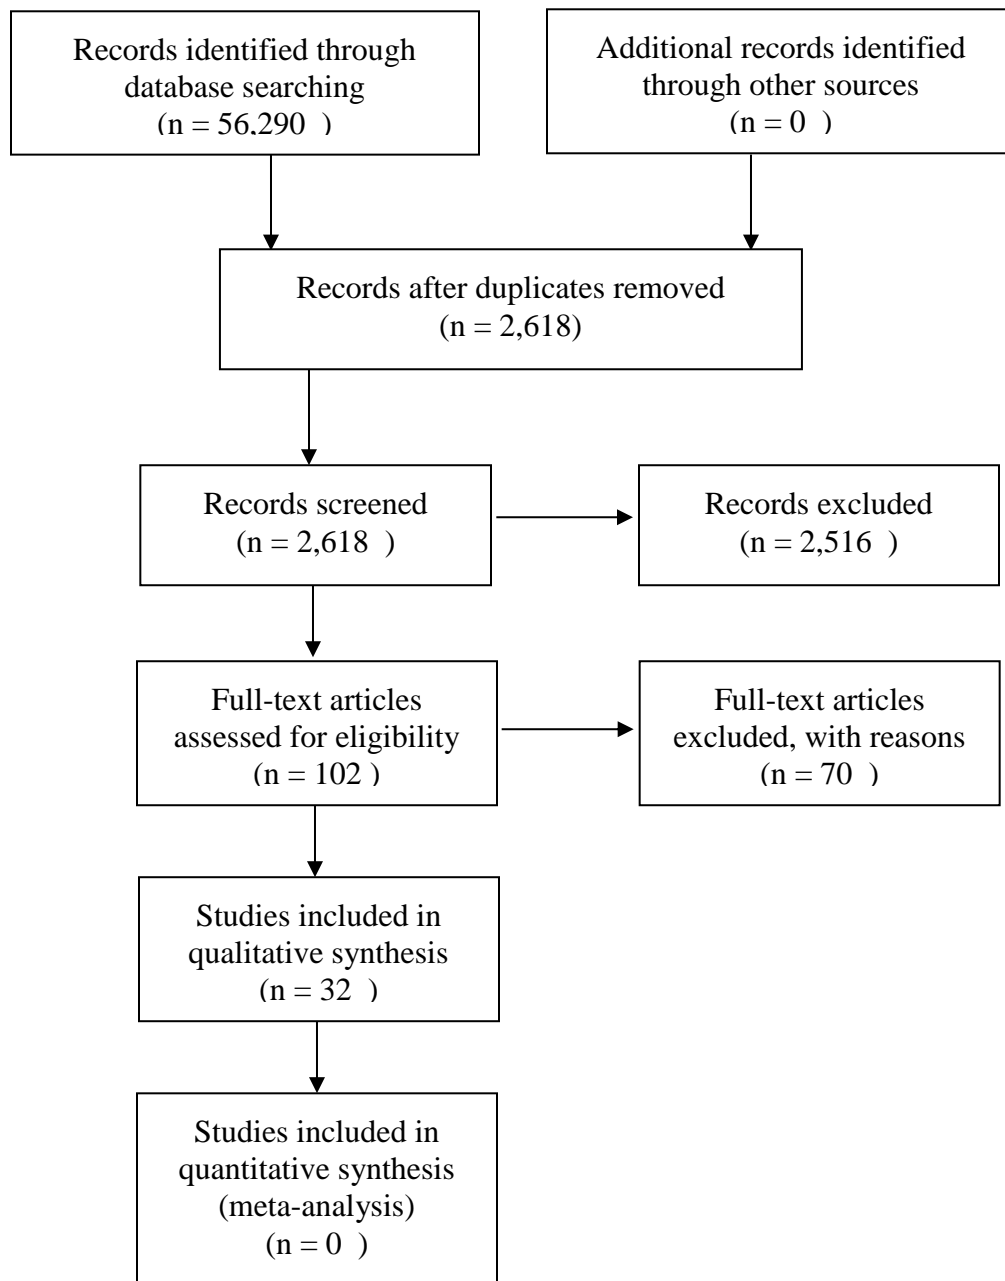 Records identified through
database searching
(n = 56,290  )
Additional records identified
through other sources
(n = 0  )
Records after duplicates removed
(n = 2,618)
Records screened
(n = 2,618  )
Records excluded
(n = 2,516  )
Full-text articles
assessed for eligibility
(n = 102 )
Full-text articles
excluded, with reasons
(n = 70  )
Studies included in
qualitative synthesis
(n = 32  )
Studies included in
quantitative synthesis
(meta-analysis)
(n = 0  )